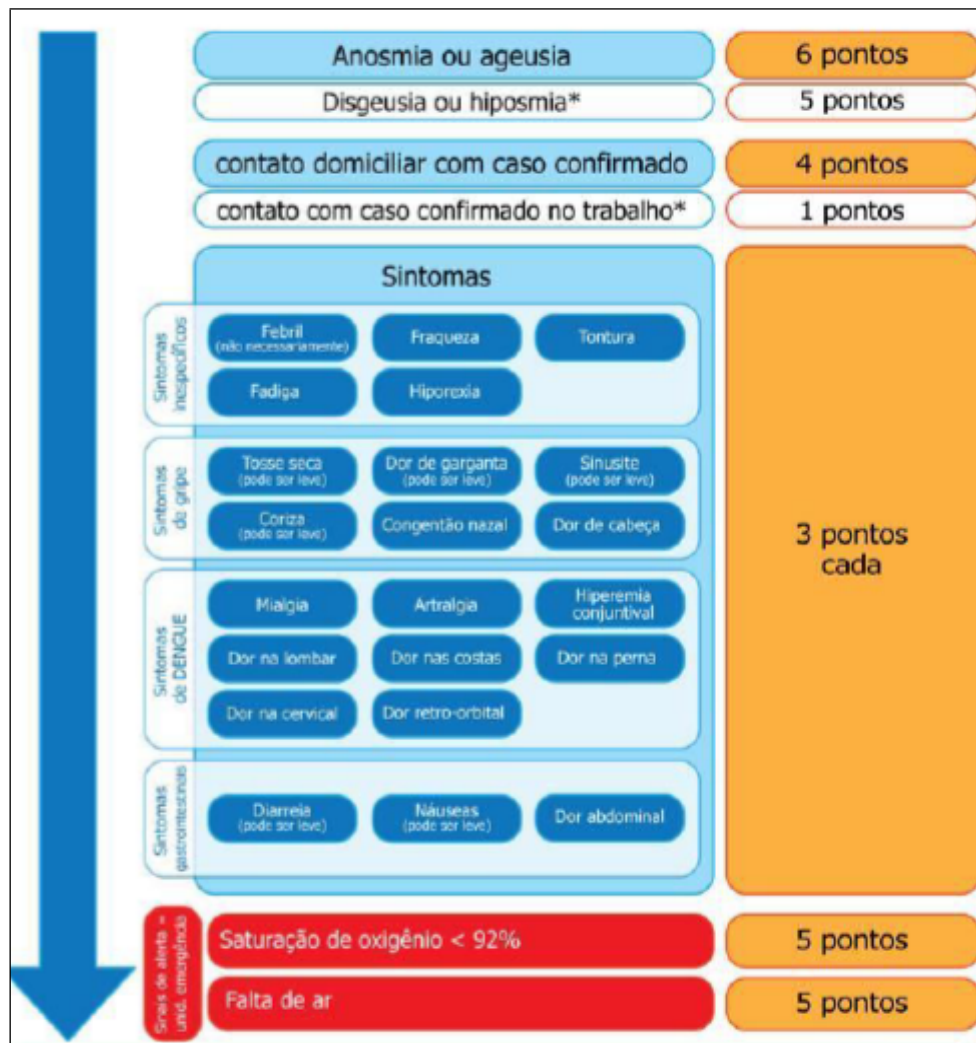 Anosmia ou ageusia
6 pontos
Disgeusia ou hiposmia*
5 pontos
contato domiciliar com caso confirmado
4 pontos
contato com caso confirmado no trabalho*
1 pontos
Sintomas
3 pontos
cada
Sintomas
inespecíficos
Febril
(não necessariamente)
Fraqueza
Tontura
Fadiga
Hiporexia
Sintomas
de gripe
Tosse seca
(pode ser leve)
Dor de garganta
(pode ser leve)
Sinusite
(pode ser leve)
Coriza
(pode ser leve)
Congentão nazal
Dor de cabeça
Sintomas
de DENGUE
Mialgia
Artralgia
Hiperemia
conjuntival
Dor na lombar
Dor nas costas
Dor na perna
Dor na cervical
Dor retro-orbital
Sintomas
gastrointestinais
Diarreia
(pode ser leve)
Náuseas
(pode ser leve)
Dor abdominal
Sinais de alerta =
unid. emergência
Saturação de oxigênio < 92%
5 pontos
Falta de ar
5 pontos